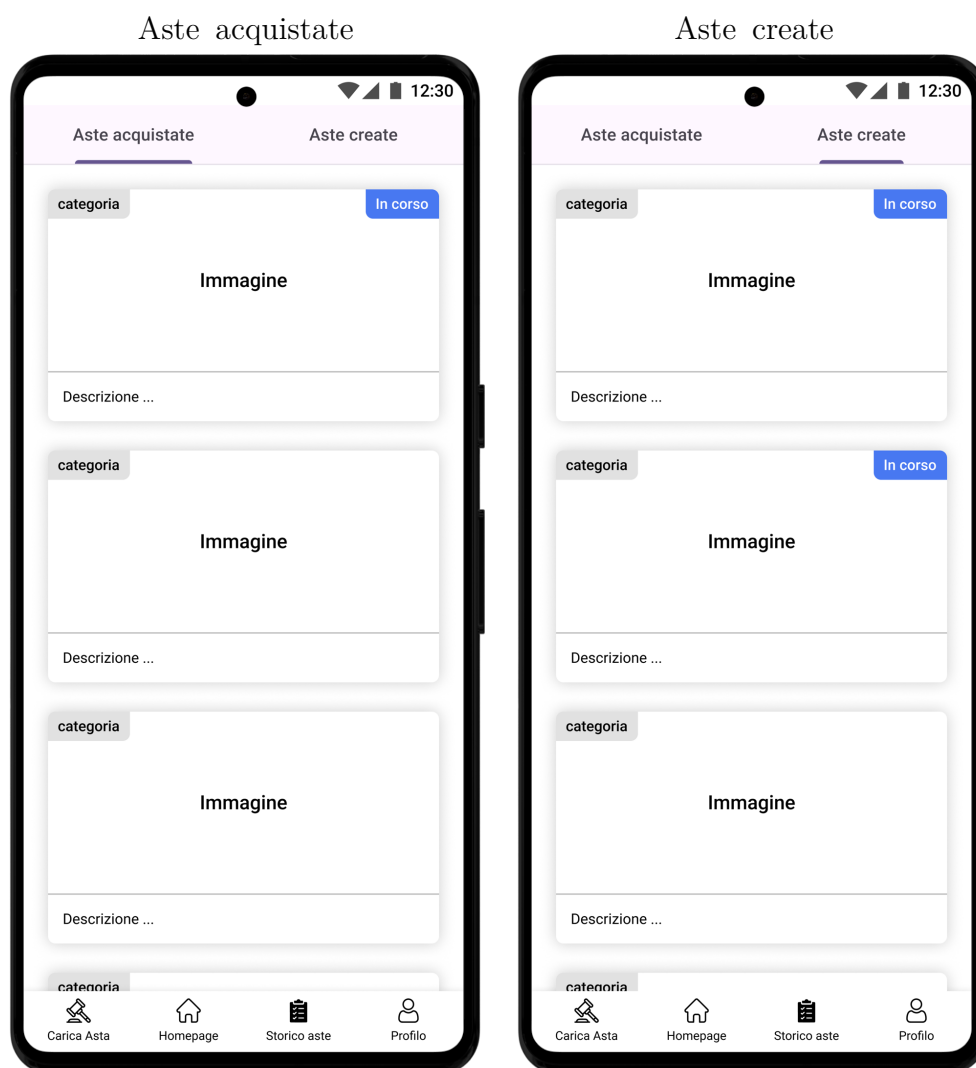 Aste acquistate
12:30
Aste acquistate Aste create
categoria In corso
Immagine
Descrizione ...
categoria
Immagine
Descrizione ...
categoria
Immagine
Descrizione ...
categoria
Carica Asta Homepage Storico aste Profilo
Aste create
12:30
Aste acquistate Aste create
categoria In corso
Immagine
Descrizione ...
categoria In corso
Immagine
Descrizione ...
categoria
Immagine
Descrizione ...
categoria
Carica Asta Homepage Storico aste Profilo